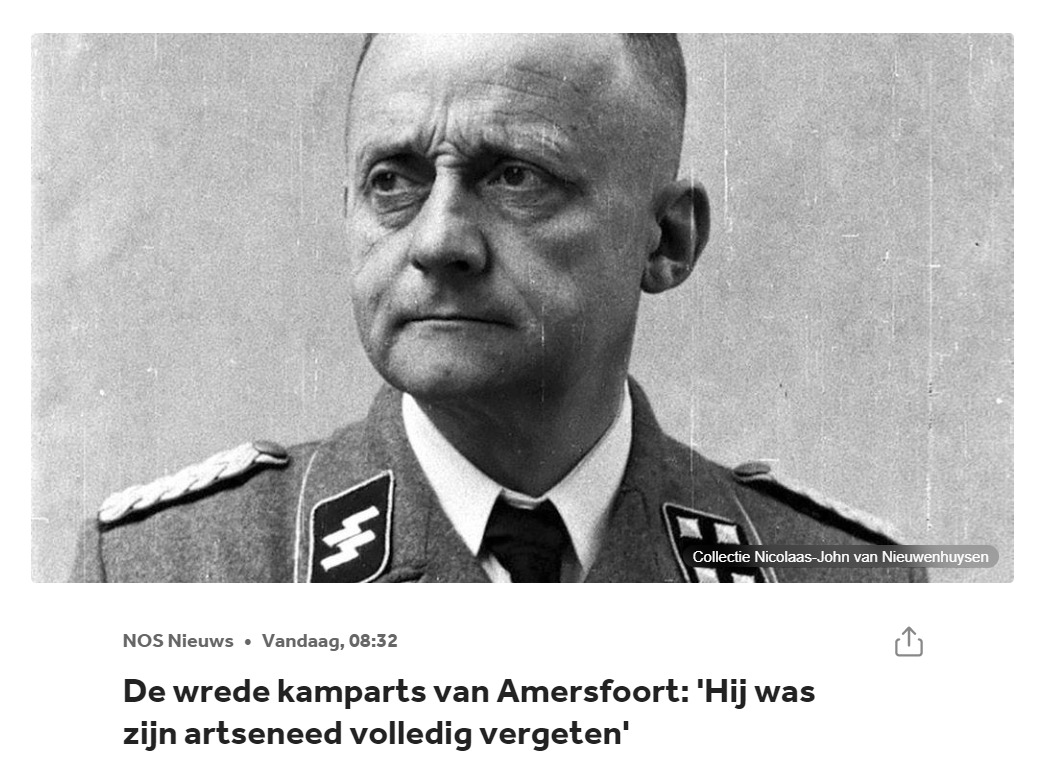 Collectie Nicolaas-John van Nieuwenhuysen
NOS Nieuws • Vandaag, 08:32
De wrede kamparts van Amersfoort: 'Hij was
zijn artseneed volledig vergeten'